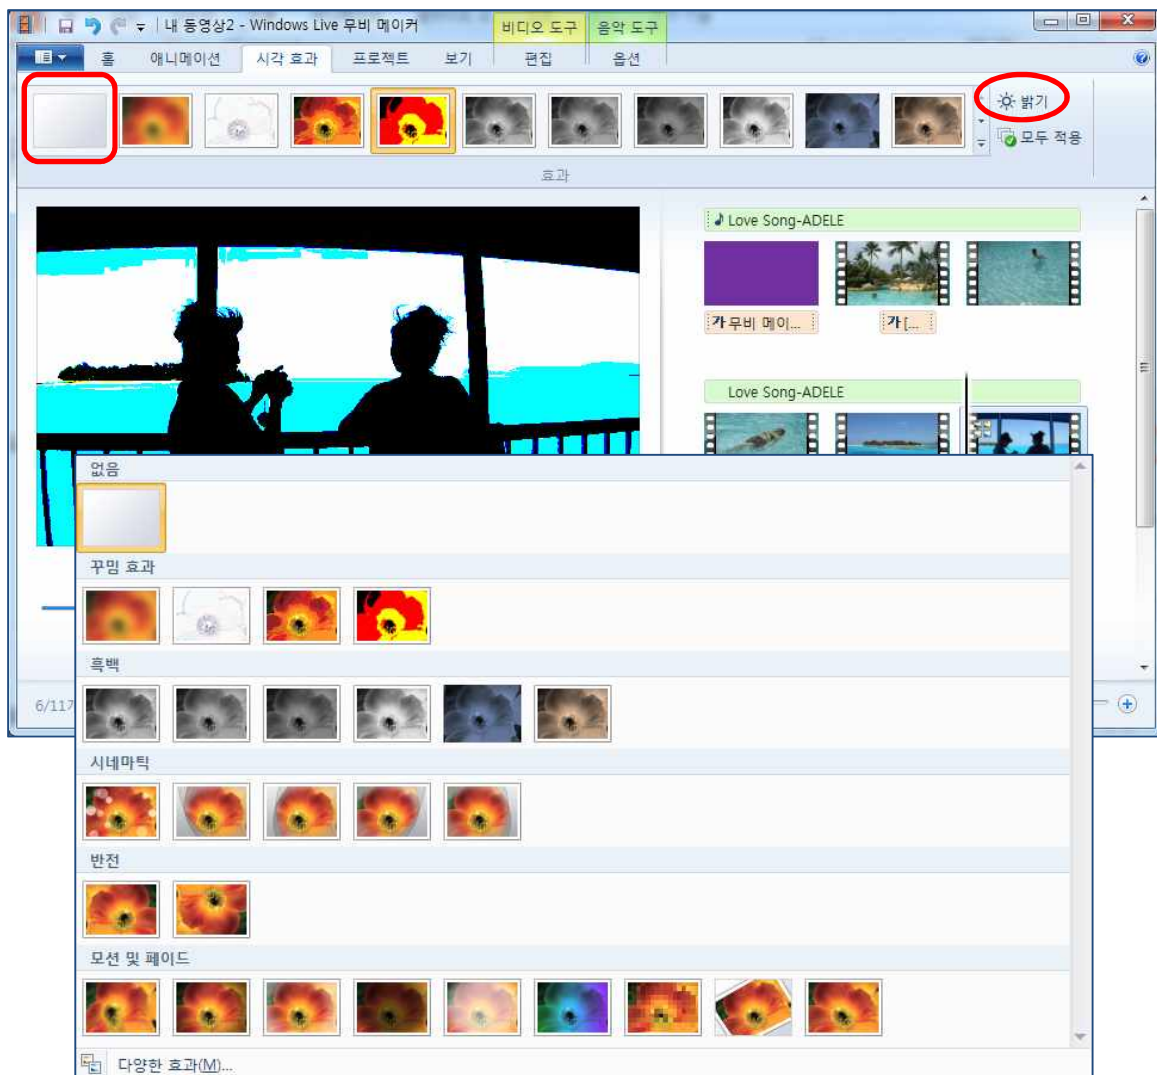 내 동영상2 - Windows Live 무비 메이커
비디오 도구
음악 도구
홈
애니메이션
시각 효과
프로젝트
보기
편집
옵션
밝기
모두 적용
효과
Love Song-ADELE
가 무비 메이...
가 [...
Love Song-ADELE
없음
꾸밈 효과
흑백
6/117
시네마틱
반전
모션 및 페이드
다양한 효과(M)...